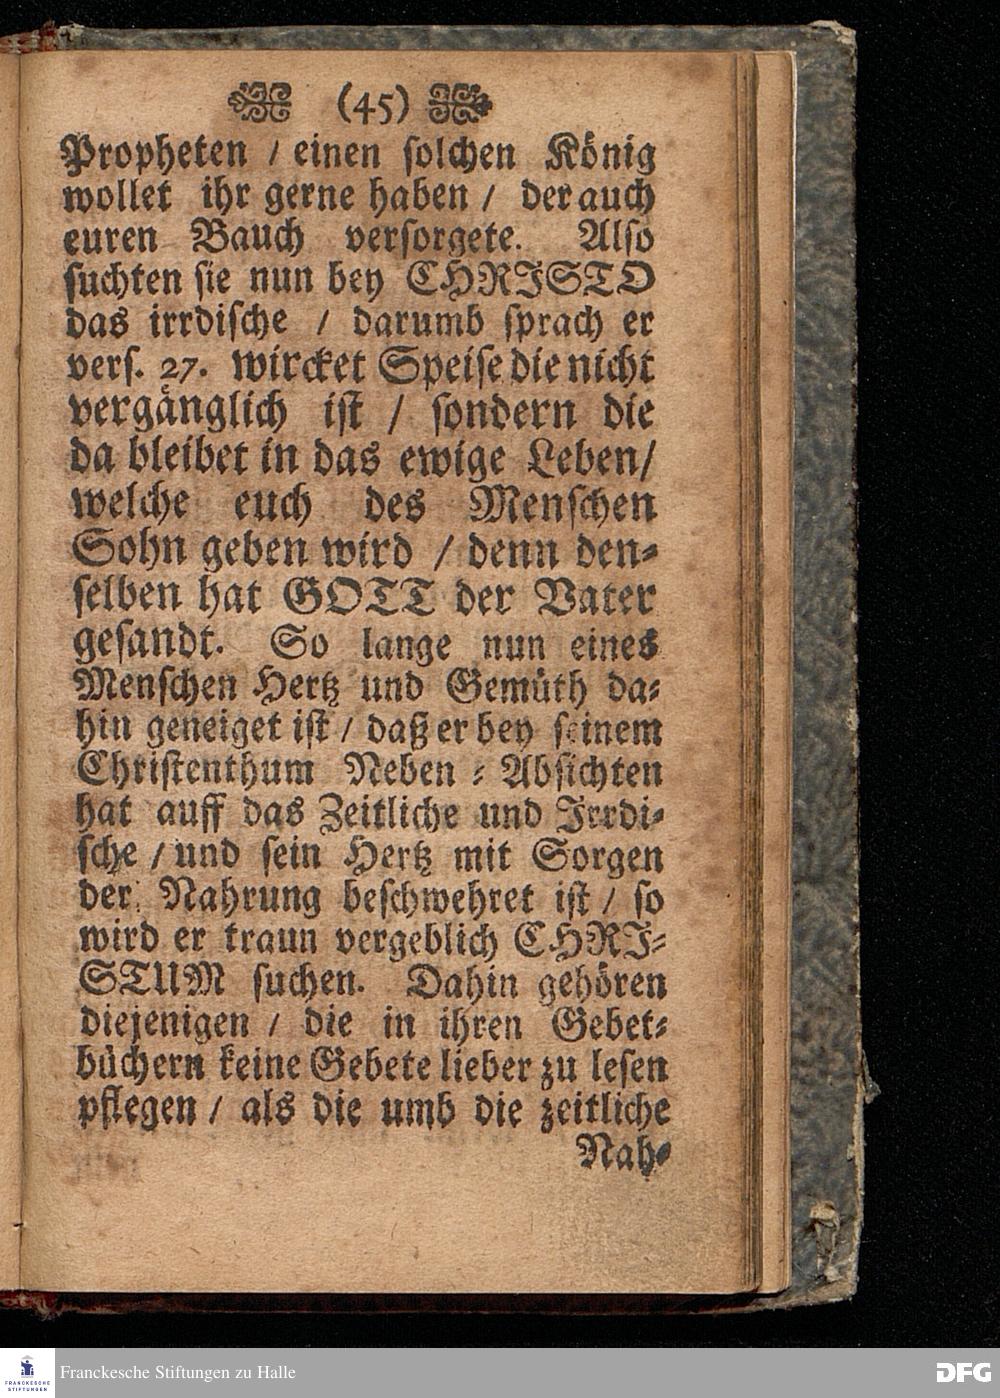 (45)
Propheten / einen ſolchen König
wollet ihr gerne haben / der auch
euren Bauch verſorgete. Alſo
ſuchten ſie nun bey CHRISTO
das irrdiſche / darumb ſprach er
verſ. 27. wircket Speiſe die nicht
vergånglich iſt / ſondern die
da bleibet in das ewige Leben/
welche euch des Menſchen
Sohn geben wird / denn den⸗
ſelben hat GOTT der Vater
geſandt. So lange nun eines
Menſchen Hertz und Gemüth da⸗
hin geneiget iſt / daß er bey ſeinem
Chriſtenthum Neben ⸗ Abſichten
hat auff das Zeitliche und Irrdi⸗
ſche / und ſein Hertz mit Sorgen
der Nahrung beſchwehret iſt / ſo
wird er traun vergeblich CHRI⸗
STUM ſuchen. Dahin gehören
diejenigen / die in ihren Gebet⸗
büchern keine Gebete lieber zu leſen
pflegen / als die umb die zeitliche
Nah⸗
Franckesche Stiftungen zu Halle
FRANCKESCHE
STIFTUNGEN
DFG